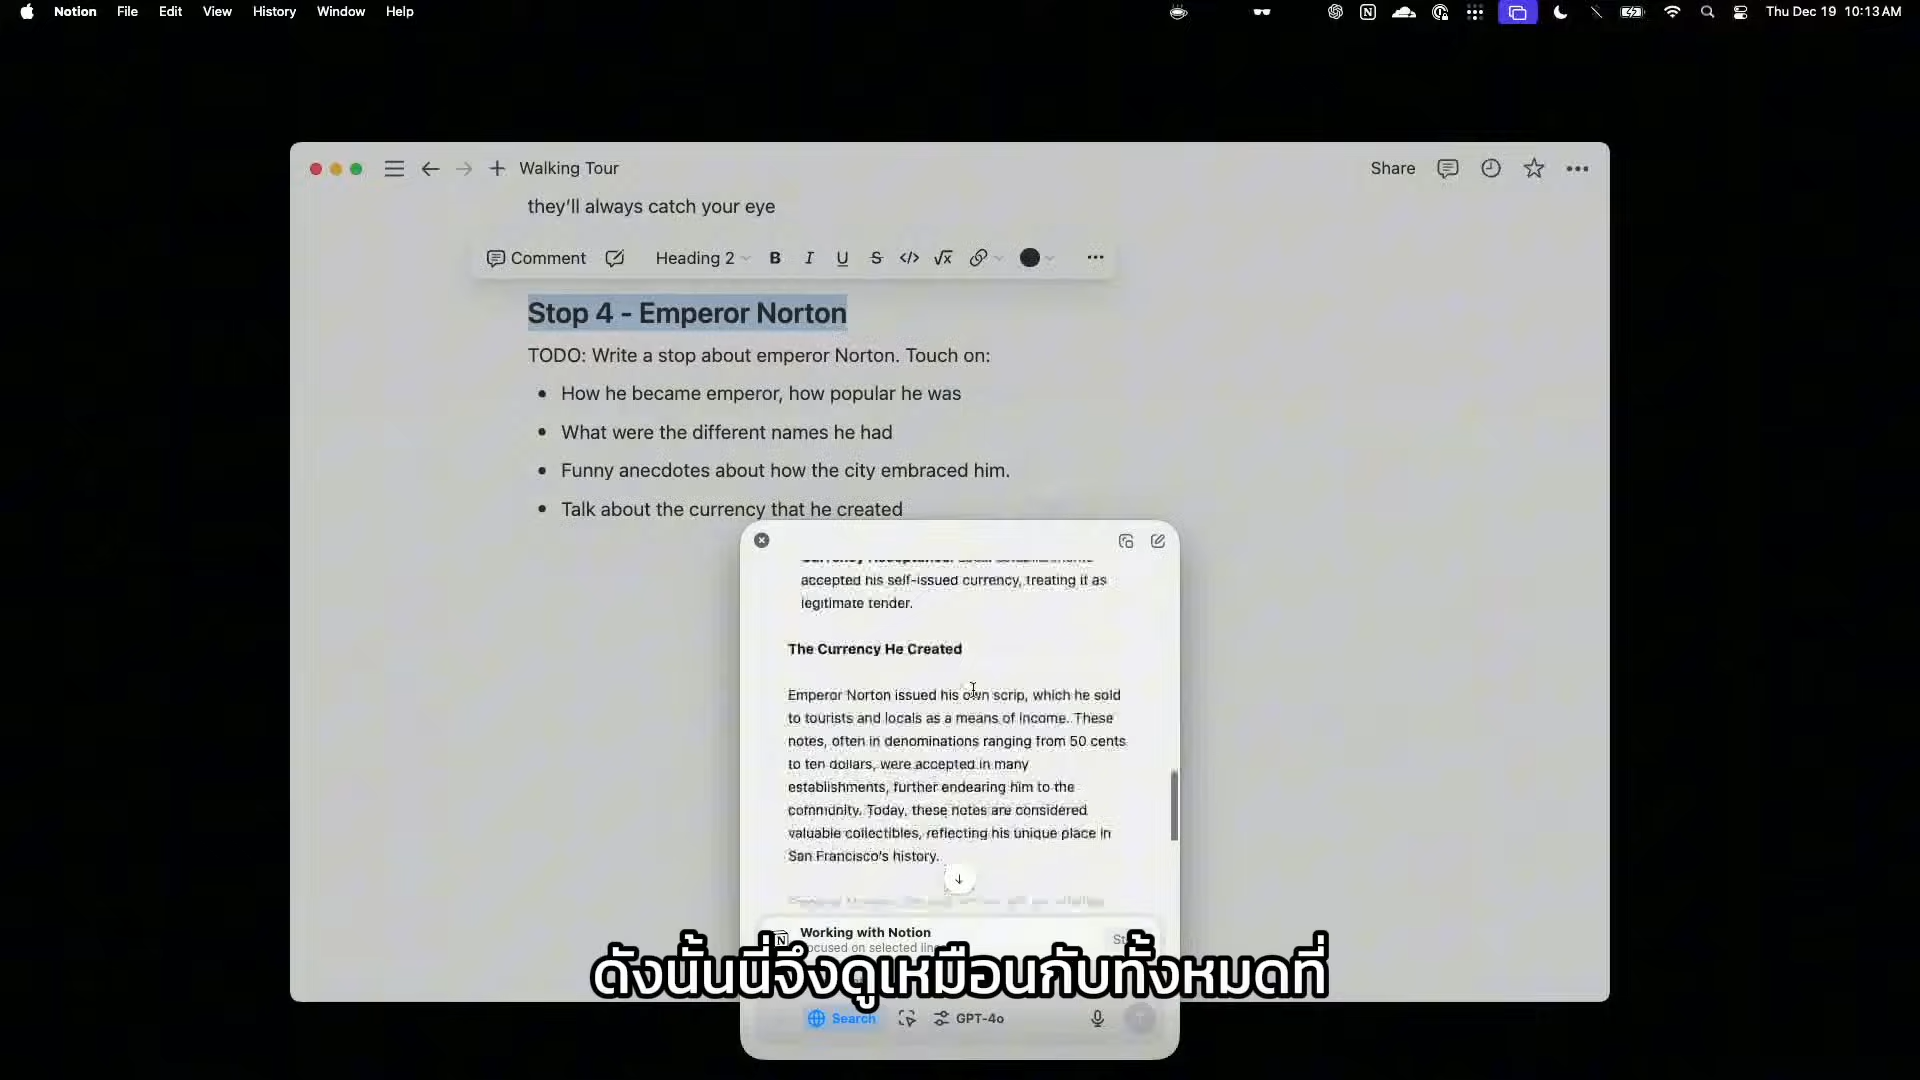 Notion File Edit View History Window Help Thu Dec 19 10:13 AM
Walking Tour Share
they'll always catch your eye
Comment Heading 2 B I U S </> √x
Stop 4 - Emperor Norton
TODO: Write a stop about emperor Norton. Touch on:
• How he became emperor, how popular he was
• What were the different names he had
• Funny anecdotes about how the city embraced him.
• Talk about the currency that he created
accepted his self-issued currency, treating it as
legitimate tender.
The Currency He Created
Emperor Norton issued his own scrip, which he sold
to tourists and locals as a means of income. These
notes, often in denominations ranging from 50 cents
to ten dollars, were accepted in many
establishments, further endearing him to the
community. Today, these notes are considered
valuable collectibles, reflecting his unique place in
San Francisco's history.
Working with Notion
focused on selected
ดังนั้นนี่จึงดูเหมือนกับทั้งหมดที่
Search GPT-4o